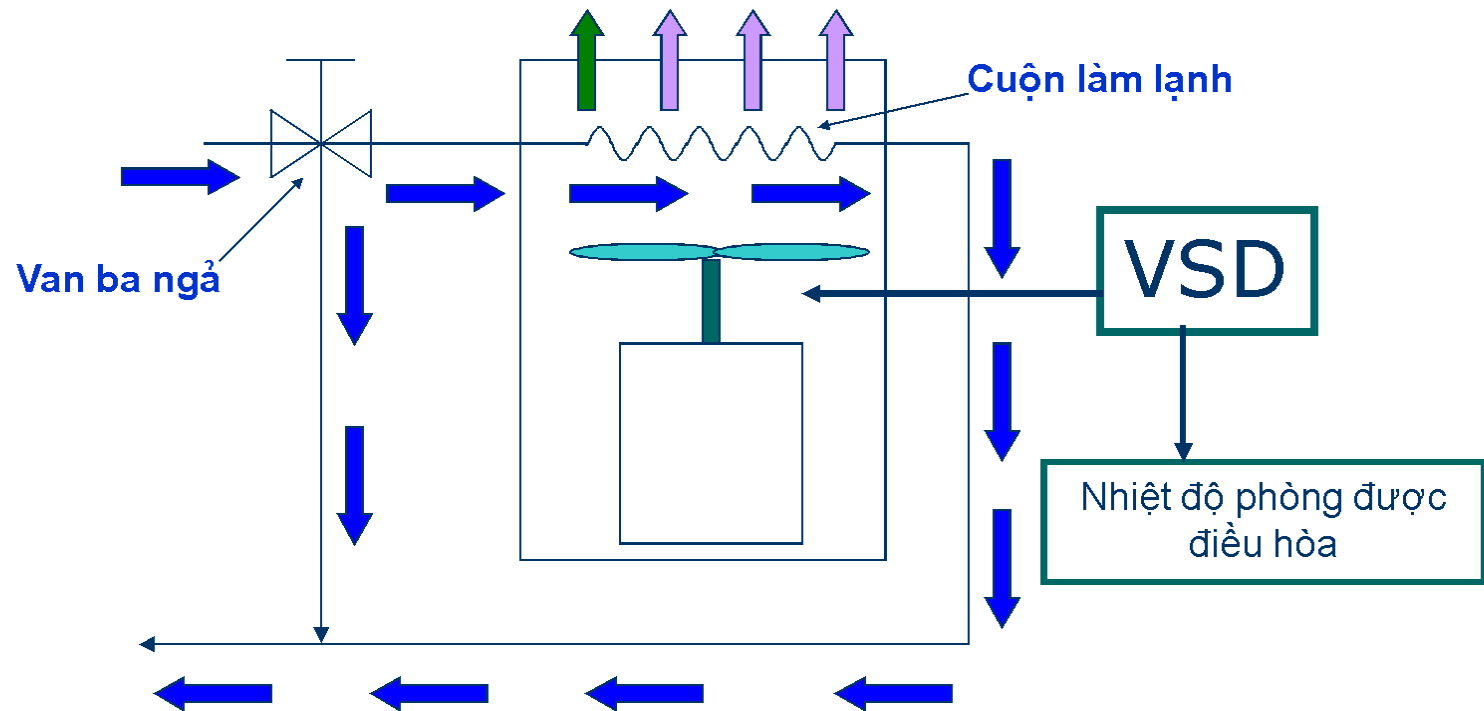 Cuộn làm lạnh
Van ba ngả
VSD
Nhiệt độ phòng được
điều hòa